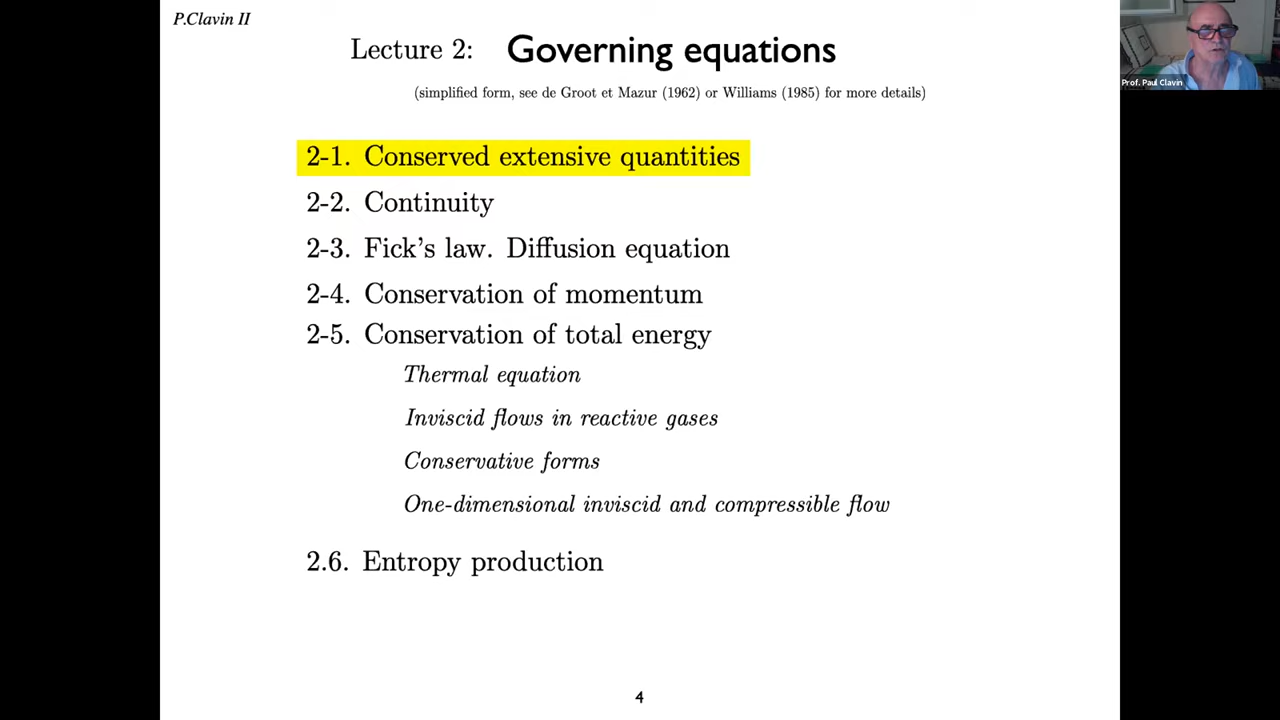 P.Clavin II
Lecture 2: Governing equations
(simplified form, see de Groot et Mazur (1962) or Williams (1985) for more details)
2-1. Conserved extensive quantities
2-2. Continuity
2-3. Fick's law. Diffusion equation
2-4. Conservation of momentum
2-5. Conservation of total energy
Thermal equation
Inviscid flows in reactive gases
Conservative forms
One-dimensional inviscid and compressible flow
2.6. Entropy production
4
Prof. Paul Clavin